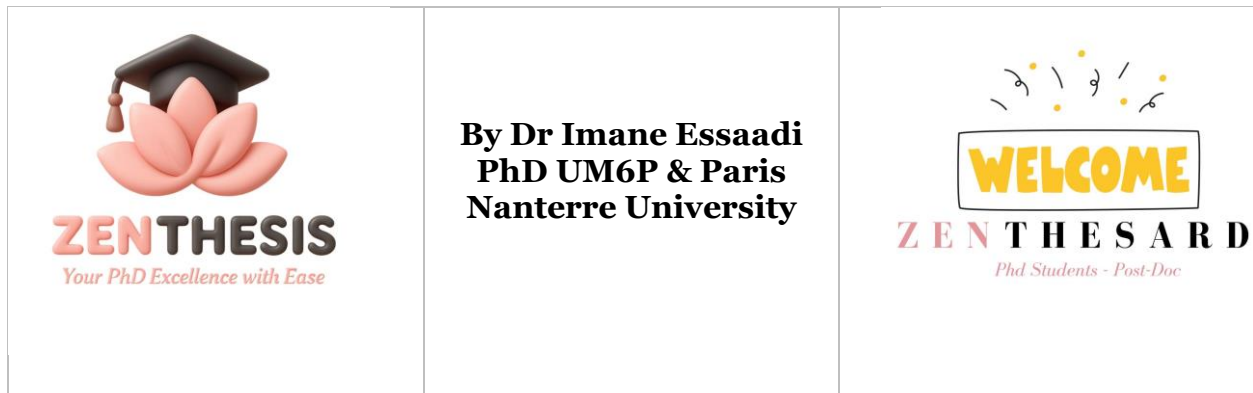 ZENTHESIS
Your PhD Excellence with Ease
By Dr Imane Essaadi
PhD UM6P & Paris
Nanterre University
WELCOME
ZENTHESARD
Phd Students - Post-Doc